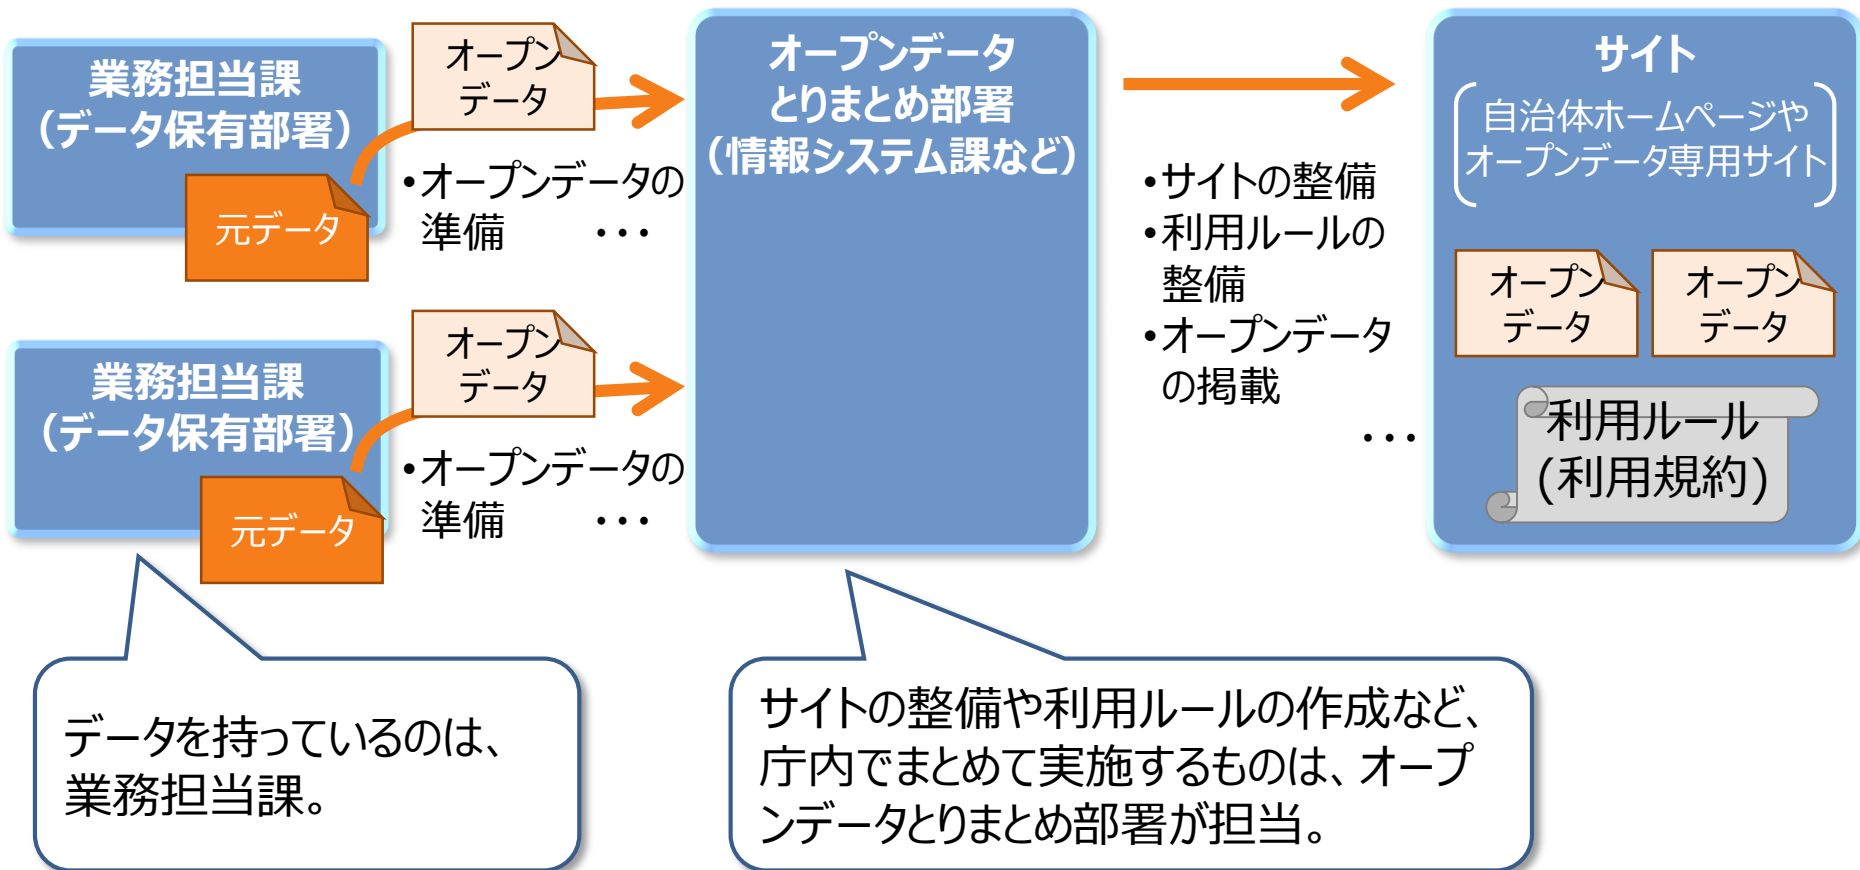 業務担当課
（データ保有部署）
元データ
オープン
データ
•オープンデータの
準備　　・・・
業務担当課
（データ保有部署）
元データ
オープン
データ
•オープンデータの
準備　　・・・
オープンデータ
とりまとめ部署
（情報システム課など）
•サイトの整備
•利用ルールの
整備
•オープンデータ
の掲載
・・・
サイト
自治体ホームページや
オープンデータ専用サイト
オープン
データ
オープン
データ
利用ルール
(利用規約)
データを持っているのは、
業務担当課。
サイトの整備や利用ルールの作成など、
庁内でまとめて実施するものは、オープ
ンデータとりまとめ部署が担当。